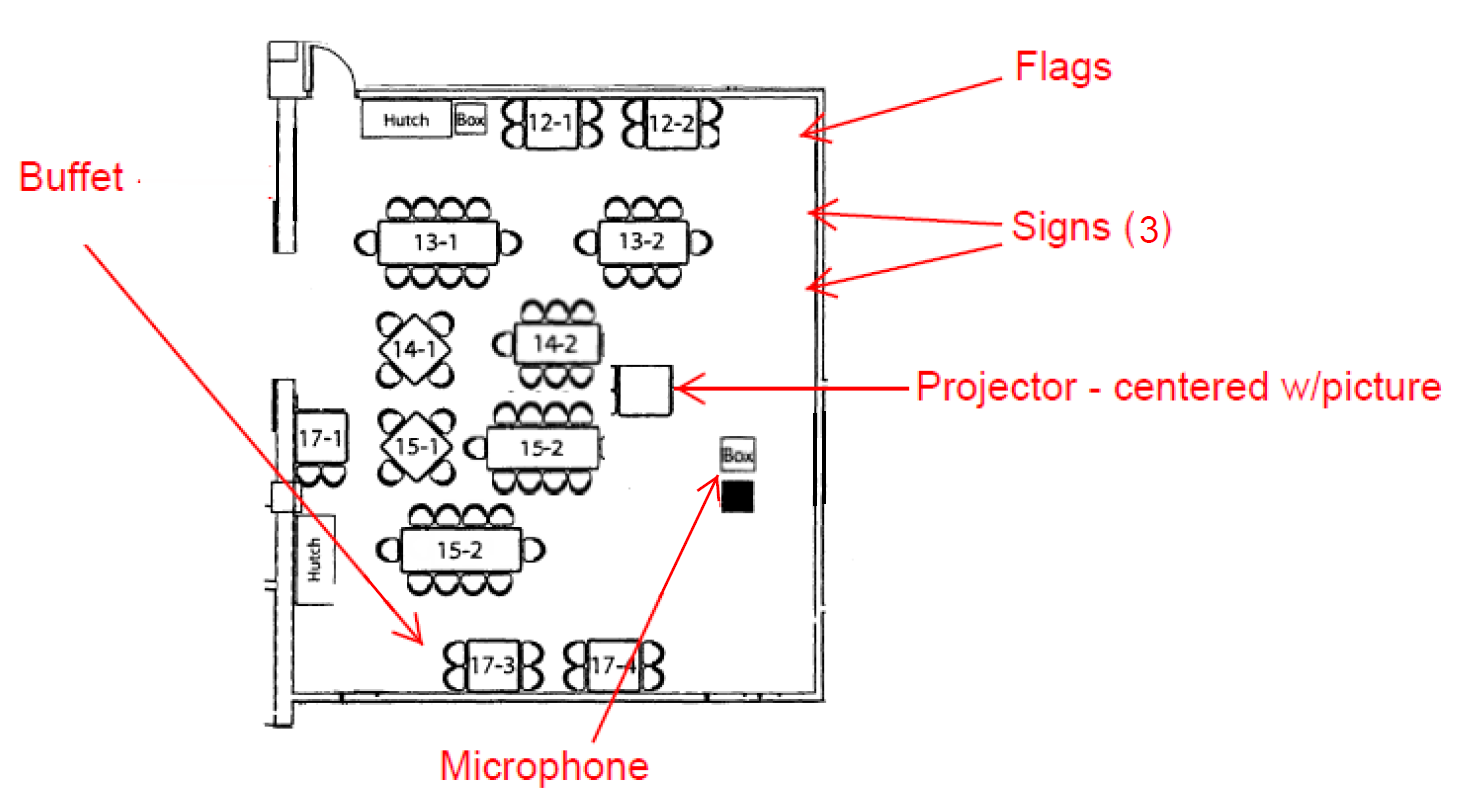 Flags
Hutch Box 12-1 12-2
Buffet
Signs (3)
13-1 13-2
14-1 14-2
Projector - centered w/picture
17-1 15-1 15-2
Box
15-2
Hutch
17-3 17-4
Microphone